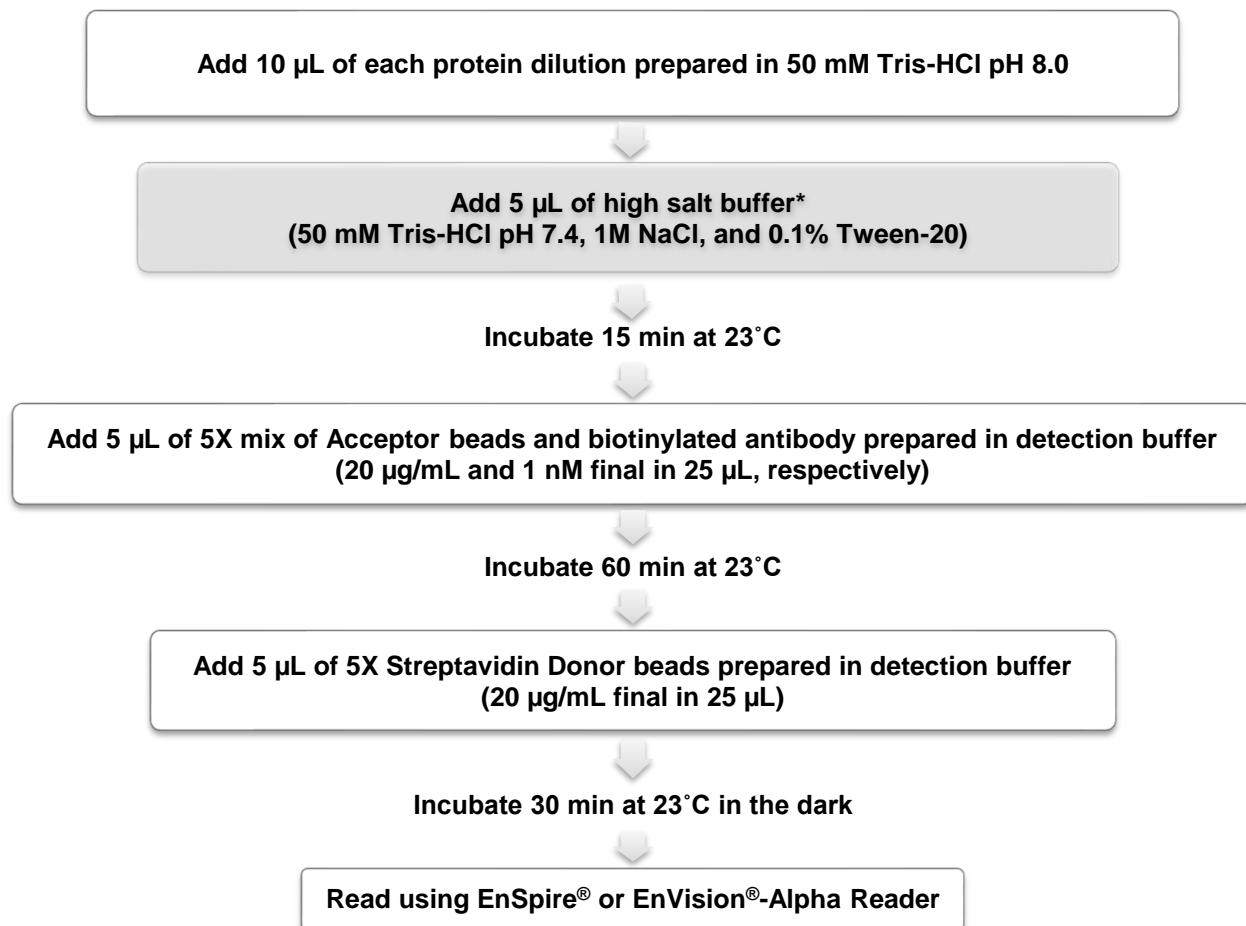 Add 10 µL of each protein dilution prepared in 50 mM Tris-HCl pH 8.0
Add 5 µL of high salt buffer*
(50 mM Tris-HCl pH 7.4, 1M NaCl, and 0.1% Tween-20)
Incubate 15 min at 23˚C
Add 5 µL of 5X mix of Acceptor beads and biotinylated antibody prepared in detection buffer
(20 µg/mL and 1 nM final in 25 µL, respectively)
Incubate 60 min at 23˚C
Add 5 µL of 5X Streptavidin Donor beads prepared in detection buffer
(20 µg/mL final in 25 µL)
Incubate 30 min at 23˚C in the dark
Read using EnSpire® or EnVision®-Alpha Reader